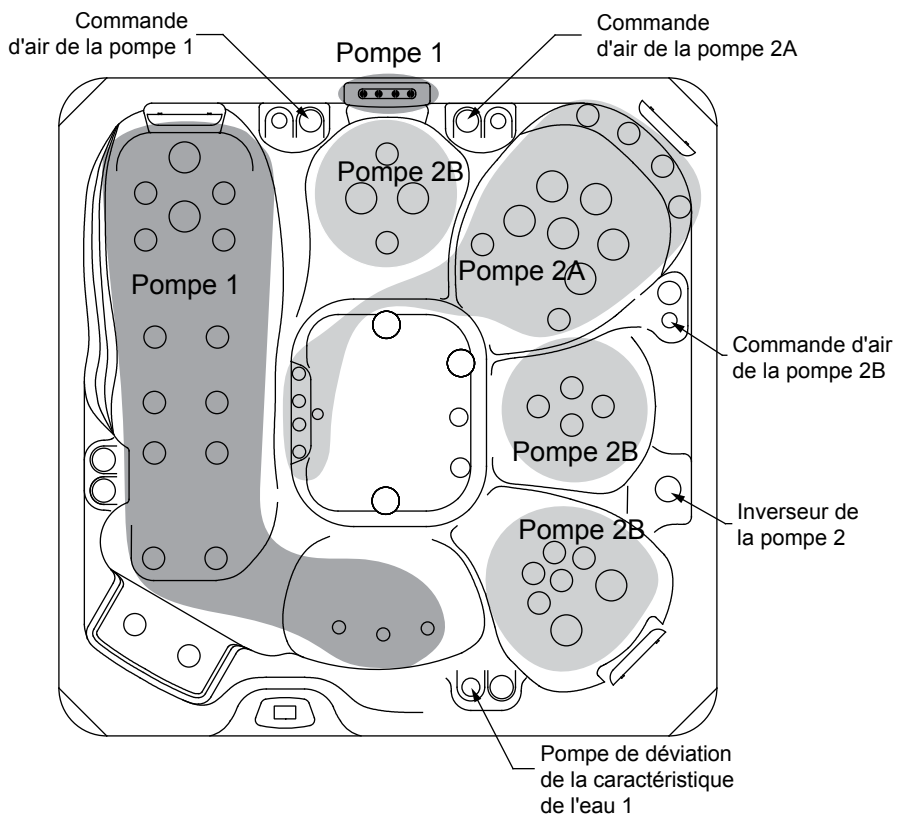 Commande
d'air de la pompe 1
Pompe 1
Commande
d'air de la pompe 2A
Pompe 2B
Pompe 2A
Pompe 1
Commande d'air
de la pompe 2B
Pompe 2B
Inverseur de
la pompe 2
Pompe 2B
Pompe de déviation
de la caractéristique
de l'eau 1